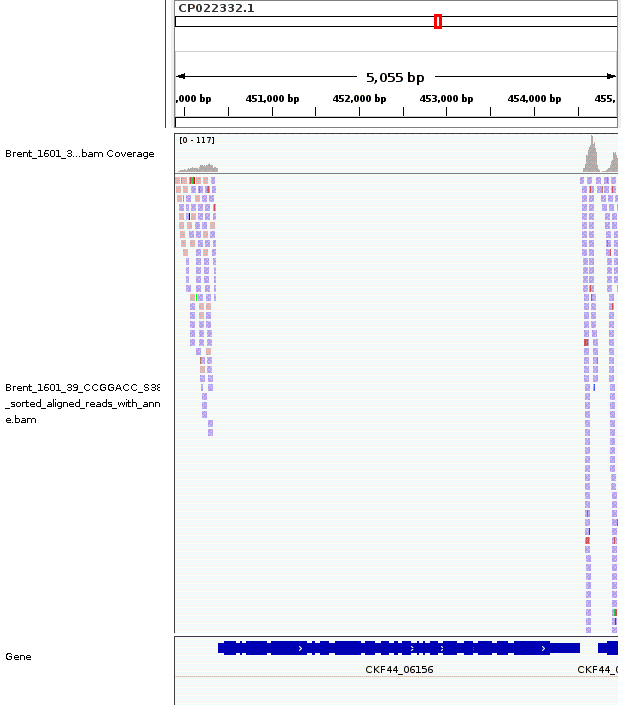 CP022332.1
5,055 bp
,000 bp 451,000 bp 452,000 bp 453,000 bp 454,000 bp 455,
[0 - 117]
Brent_1601_3...bam Coverage
Brent_1601_39_CCGGACC_S38
_sorted_aligned_reads_with_ann
e.bam
Gene
CKF44_06156 CKF44_0